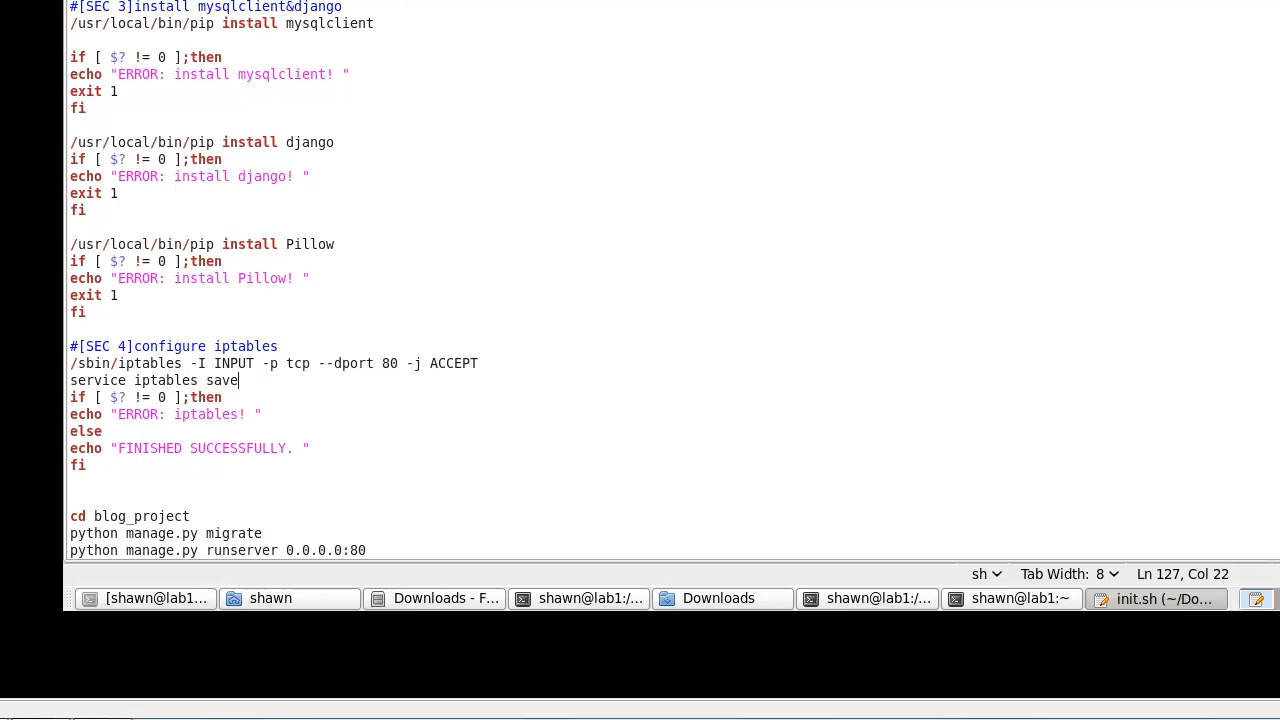 #[SEC 3]install mysqlclient&django
/usr/local/bin/pip install mysqlclient
if [ $? != 0 ];then
echo "ERROR: install mysqlclient! "
exit 1
fi
/usr/local/bin/pip install django
if [ $? != 0 ];then
echo "ERROR: install django! "
exit 1
fi
/usr/local/bin/pip install Pillow
if [ $? != 0 ];then
echo "ERROR: install Pillow! "
exit 1
fi
#[SEC 4]configure iptables
/sbin/iptables -I INPUT -p tcp --dport 80 -j ACCEPT
service iptables save
if [ $? != 0 ];then
echo "ERROR: iptables! "
else
echo "FINISHED SUCCESSFULLY. "
fi
cd blog_project
python manage.py migrate
python manage.py runserver 0.0.0.0:80
sh Tab Width: 8 Ln 127, Col 22
[shawn@lab1... shawn Downloads - F... shawn@lab1:/... Downloads shawn@lab1:/... shawn@lab1:~ init.sh (~/Do...